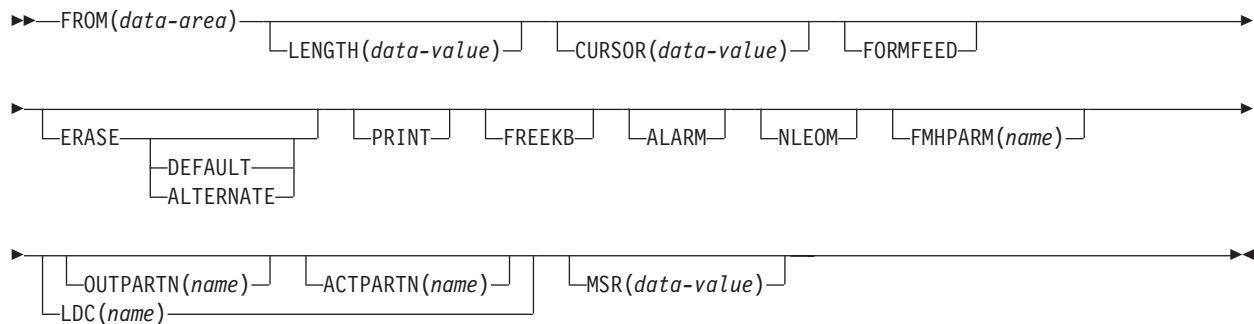 FROM(data-area)
LENGTH(data-value) CURSOR(data-value) FORMFEED
ERASE PRINT FREEKB ALARM NLEOM FMHPARM(name)
DEFAULT
ALTERNATE
OUTPARTN(name) ACTPARTN(name) MSR(data-value)
LDC(name)